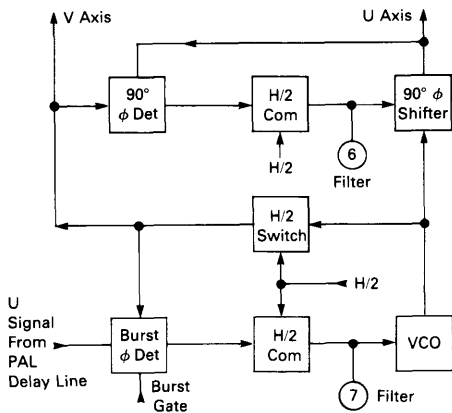 V Axis
U Axis
90°
ϕ Det
H/2
Com
90° ϕ
Shifter
H/2
6
Filter
H/2
Switch
H/2
U
Signal
From
PAL
Delay Line
Burst
ϕ Det
H/2
Com
VCO
Burst
Gate
7
Filter